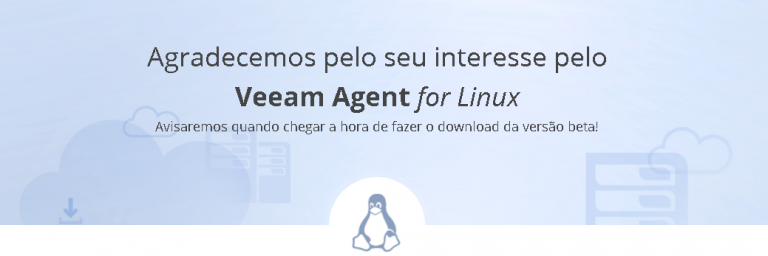 Agradecemos pelo seu interesse pelo
Veeam Agent for Linux
Avisaremos quando chegar a hora de fazer o download da versão beta!